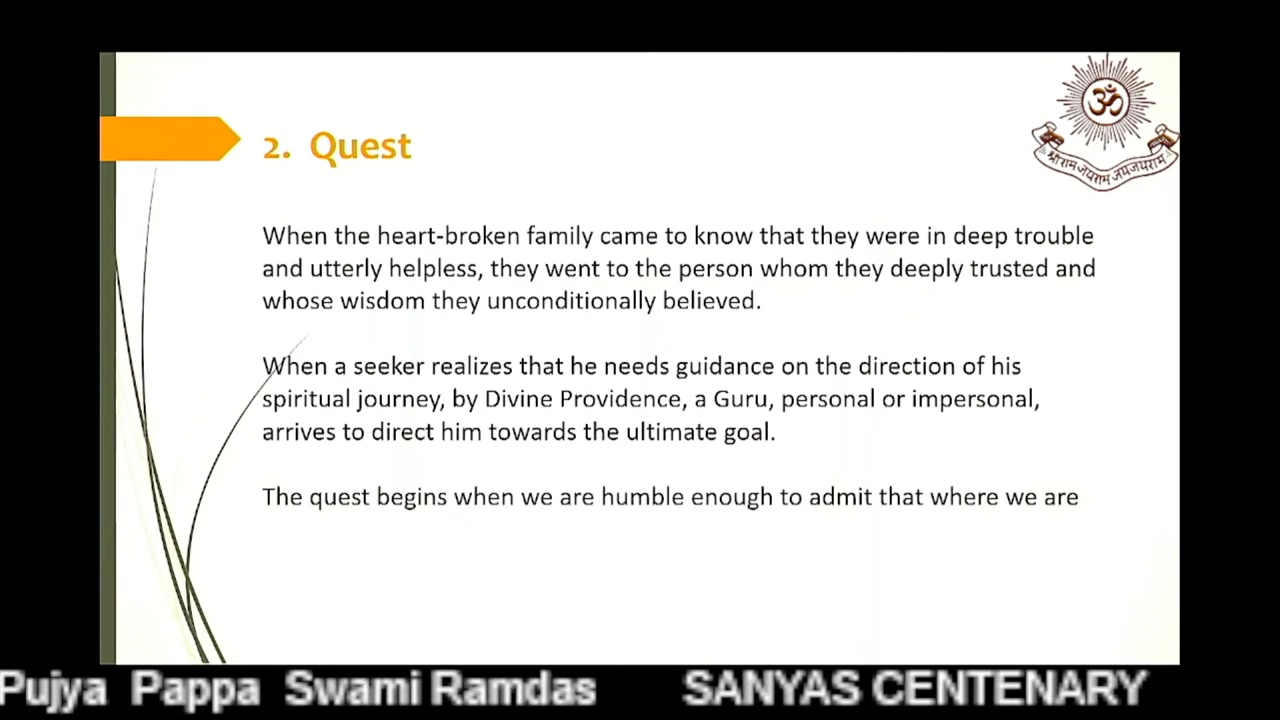 ॐ
श्रीराम जयराम जयजयराम
2. Quest
When the heart-broken family came to know that they were in deep trouble
and utterly helpless, they went to the person whom they deeply trusted and
whose wisdom they unconditionally believed.
When a seeker realizes that he needs guidance on the direction of his
spiritual journey, by Divine Providence, a Guru, personal or impersonal,
arrives to direct him towards the ultimate goal.
The quest begins when we are humble enough to admit that where we are
Pujya Pappa Swami Ramdas SANYAS CENTENARY